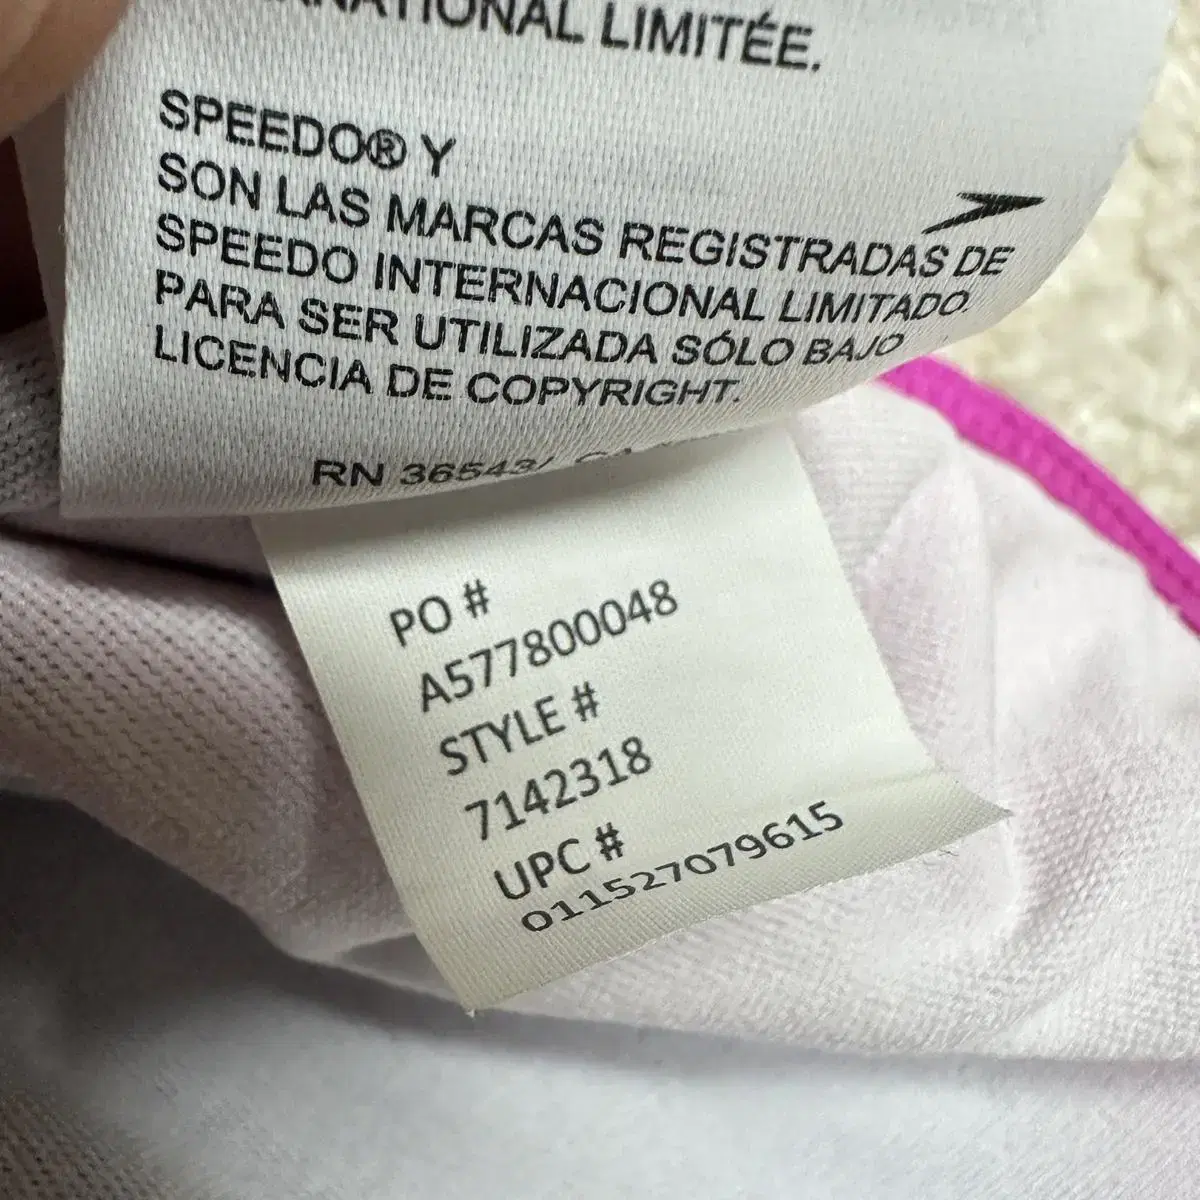 LIMITÉE.
SPEEDO® Y
SON LAS MARCAS REGISTRADAS DE
SPEEDO INTERNACIONAL LIMITADO.
PARA SER UTILIZADA SÓLO BAJO
LICENCIA DE COPYRIGHT.
RN 36543/
PO #
A577800048
STYLE #
7142318
UPC #
011527079615